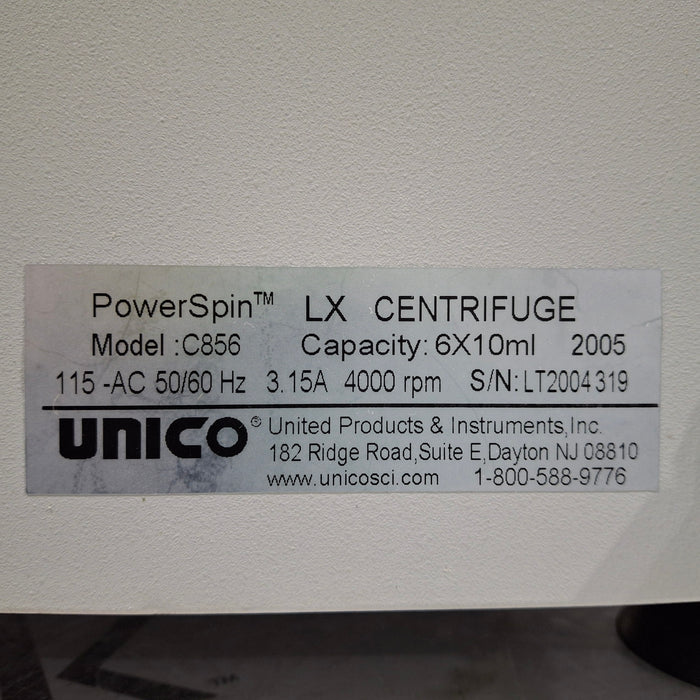 PowerSpin™ LX CENTRIFUGE
Model :C856 Capacity: 6X10ml 2005
115 -AC 50/60 Hz 3.15A 4000 rpm S/N: LT2004319
UNICO® United Products & Instruments,Inc.
182 Ridge Road,Suite E,Dayton NJ 08810
www.unicosci.com 1-800-588-9776